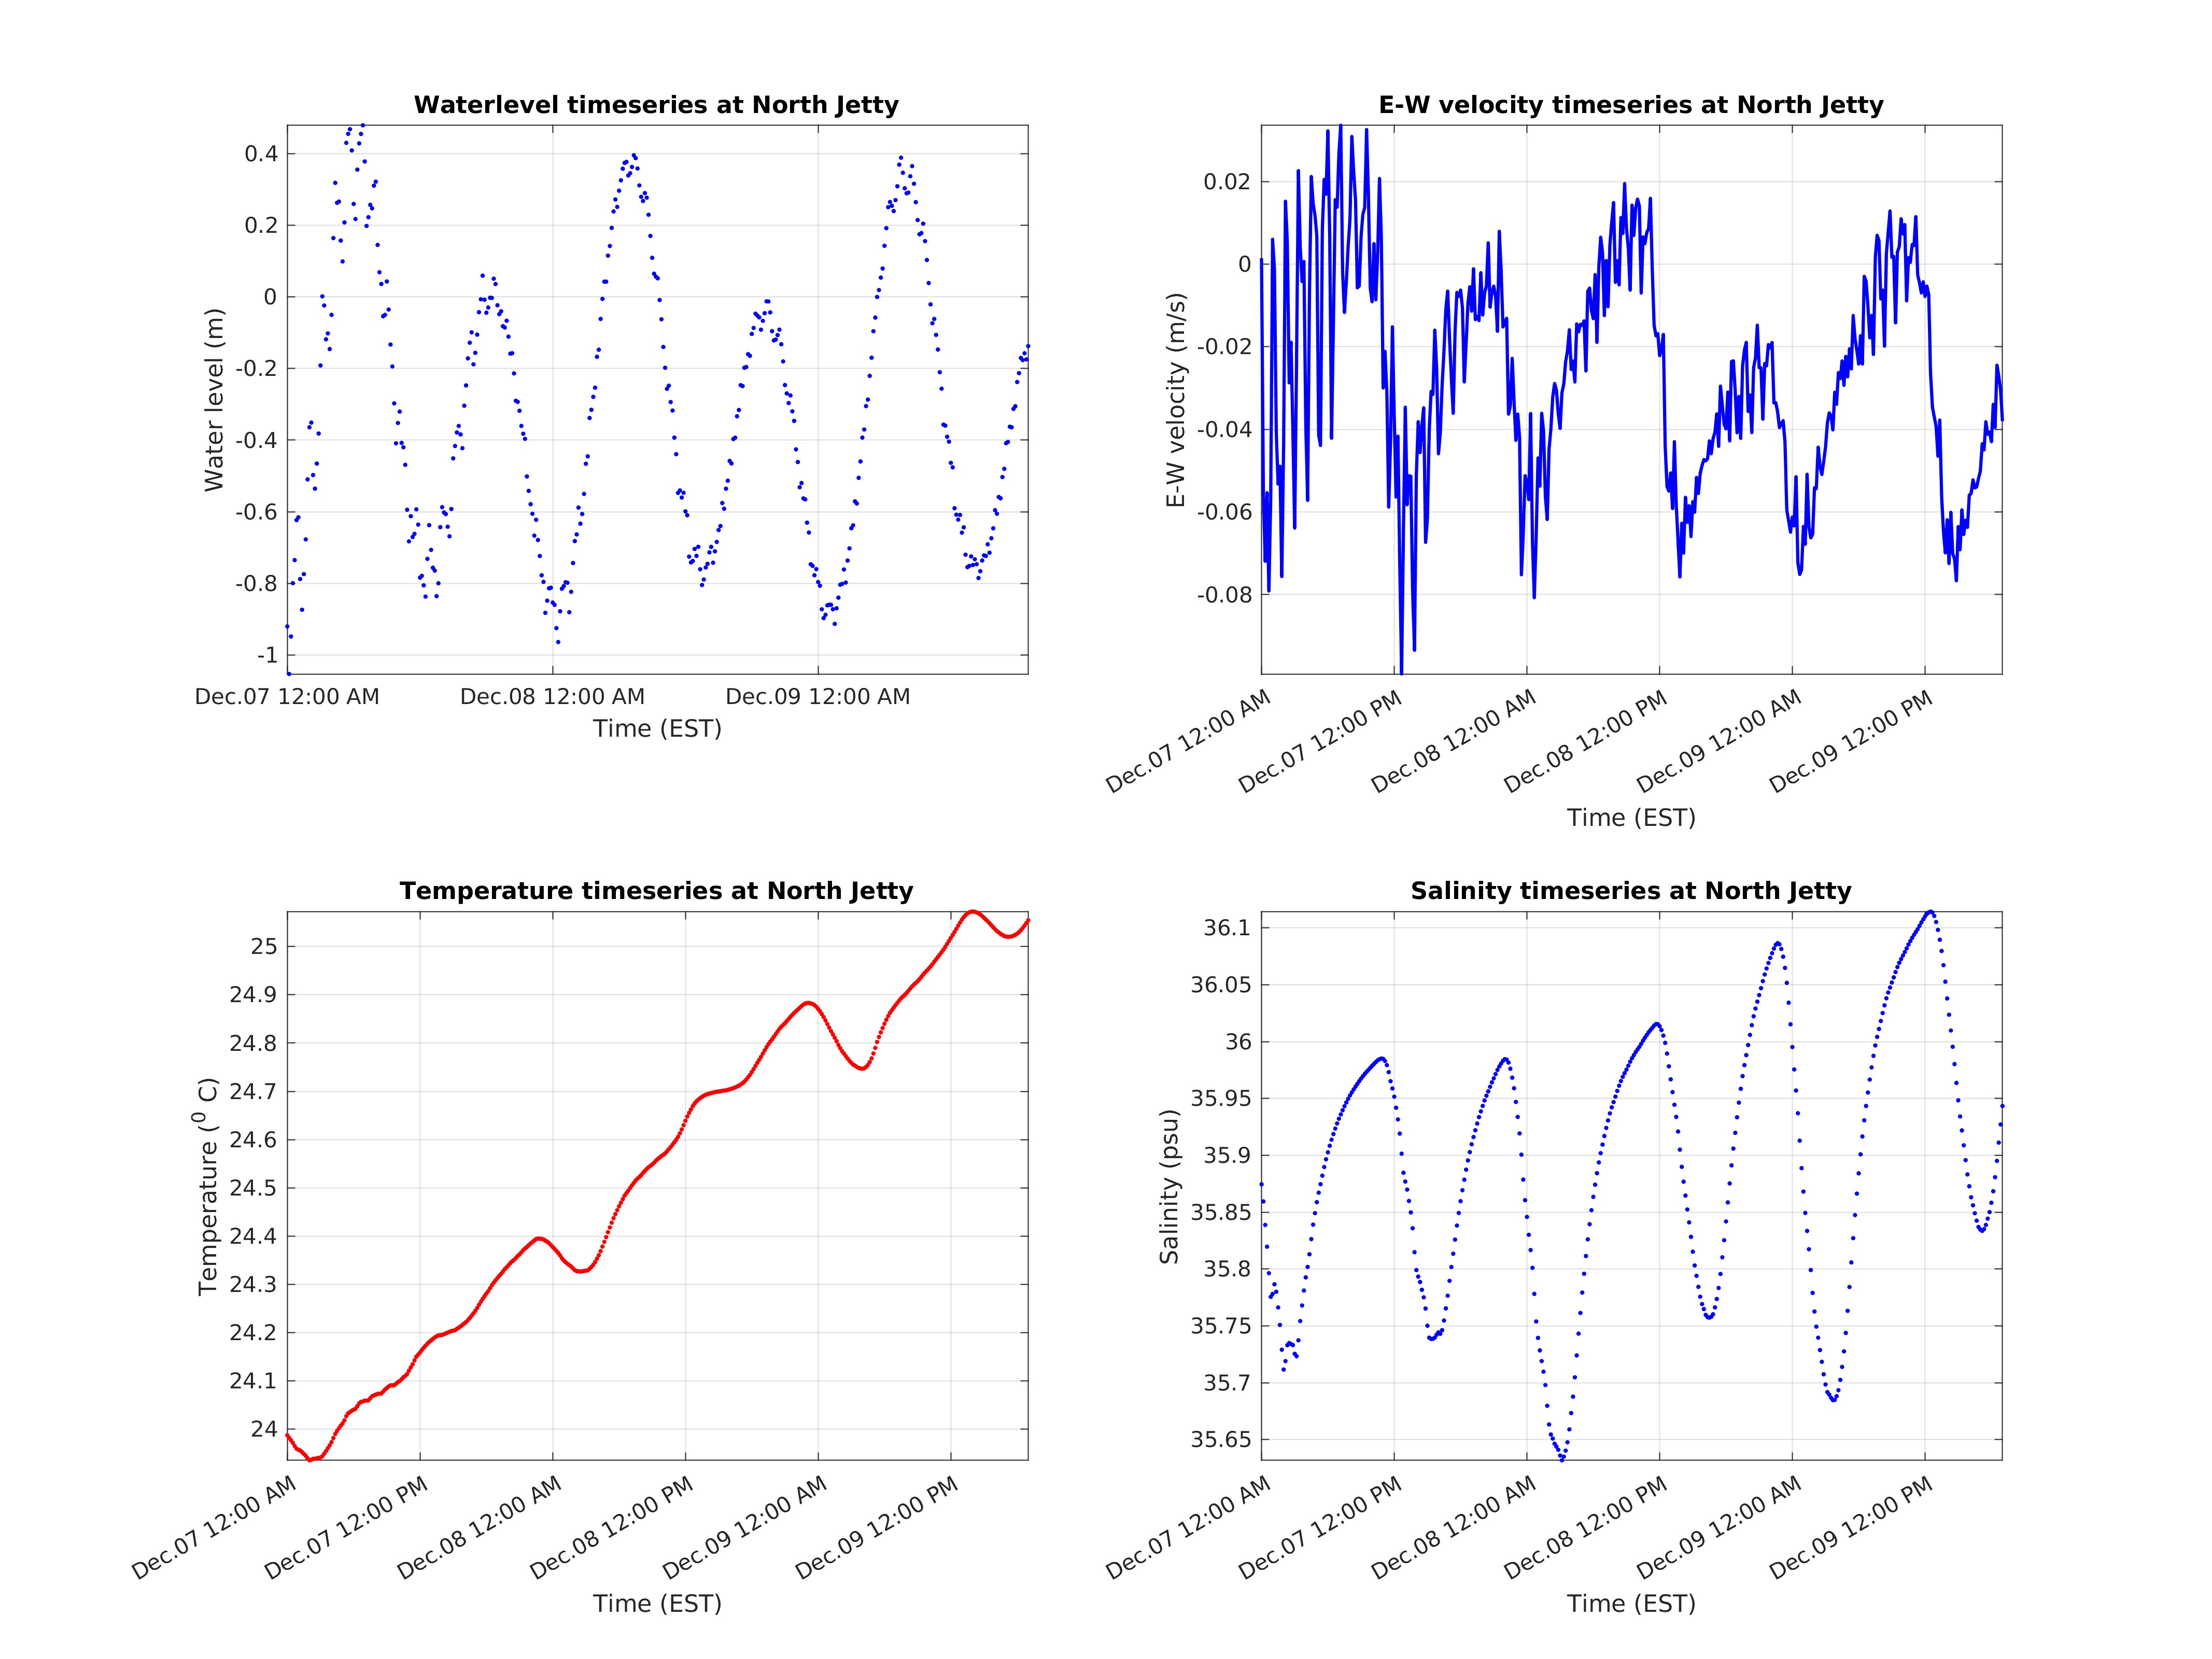 Waterlevel timeseries at North Jetty
Water level (m)
0.4
0.2
0
-0.2
-0.4
-0.6
-0.8
-1
Dec.07 12:00 AM Dec.08 12:00 AM Dec.09 12:00 AM
Time (EST)
E-W velocity timeseries at North Jetty
E-W velocity (m/s)
0.02
0
-0.02
-0.04
-0.06
-0.08
Dec.07 12:00 AM
Dec.07 12:00 PM
Dec.08 12:00 AM
Dec.08 12:00 PM
Dec.09 12:00 AM
Dec.09 12:00 PM
Time (EST)
Temperature timeseries at North Jetty
Temperature (⁰ C)
25
24.9
24.8
24.7
24.6
24.5
24.4
24.3
24.2
24.1
24
Dec.07 12:00 AM
Dec.07 12:00 PM
Dec.08 12:00 AM
Dec.08 12:00 PM
Dec.09 12:00 AM
Dec.09 12:00 PM
Time (EST)
Salinity timeseries at North Jetty
Salinity (psu)
36.1
36.05
36
35.95
35.9
35.85
35.8
35.75
35.7
35.65
Dec.07 12:00 AM
Dec.07 12:00 PM
Dec.08 12:00 AM
Dec.08 12:00 PM
Dec.09 12:00 AM
Dec.09 12:00 PM
Time (EST)